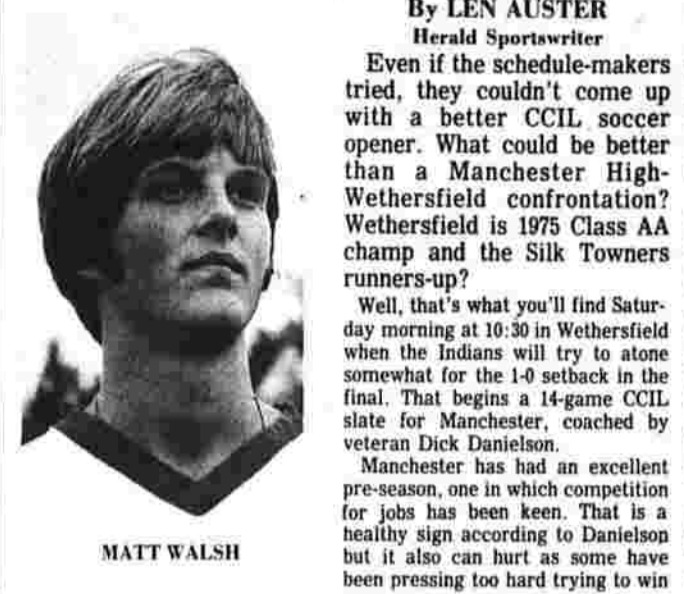 By LEN AUSTER
Herald Sportswriter
Even if the schedule-makers
tried, they couldn't come up
with a better CCIL soccer
opener. What could be better
than a Manchester High-
Wethersfield confrontation?
Wethersfield is 1975 Class AA
champ and the Silk Towners
runners-up?
Well, that's what you'll find Satur-
day morning at 10:30 in Wethersfield
when the Indians will try to atone
somewhat for the 1-0 setback in the
final. That begins a 14-game CCIL
slate for Manchester, coached by
veteran Dick Danielson.
Manchester has had an excellent
pre-season, one in which competition
for jobs has been keen. That is a
healthy sign according to Danielson
but it also can hurt as some have
been pressing too hard trying to win
MATT WALSH